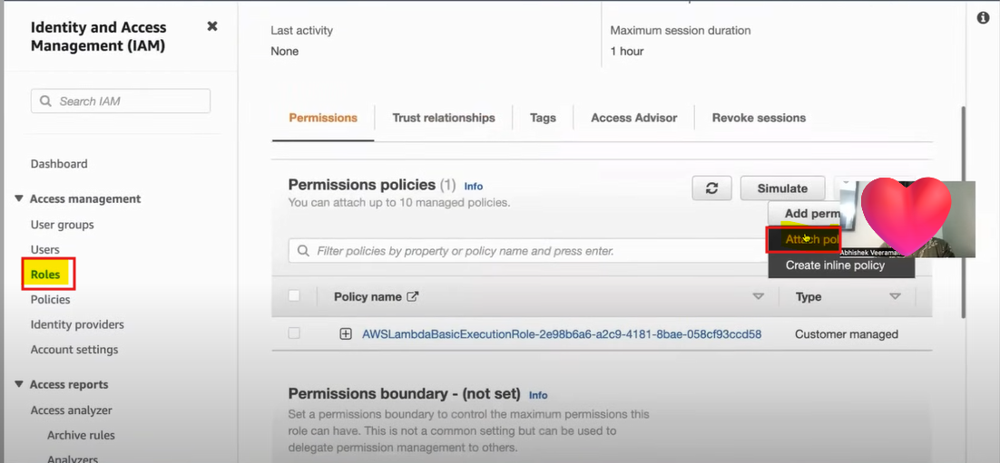 Identity and Access
Management (IAM)
Search IAM
Dashboard
Access management
User groups
Users
Roles
Policies
Identity providers
Account settings
Access reports
Access analyzer
Archive rules
Analyzers
Last activity
None
Maximum session duration
1 hour
Permissions
Trust relationships
Tags
Access Advisor
Revoke sessions
Permissions policies (1) Info
You can attach up to 10 managed policies.
Simulate
Add perm
Attach pol
Create inline policy
Abhishek Veerama
Filter policies by property or policy name and press enter.
Policy name
Type
AWSLambdaBasicExecutionRole-2e98b6a6-a2c9-4181-8bae-058cf93ccd58
Customer managed
Permissions boundary - (not set) Info
Set a permissions boundary to control the maximum permissions this
role can have. This is not a common setting but can be used to
delegate permission management to others.